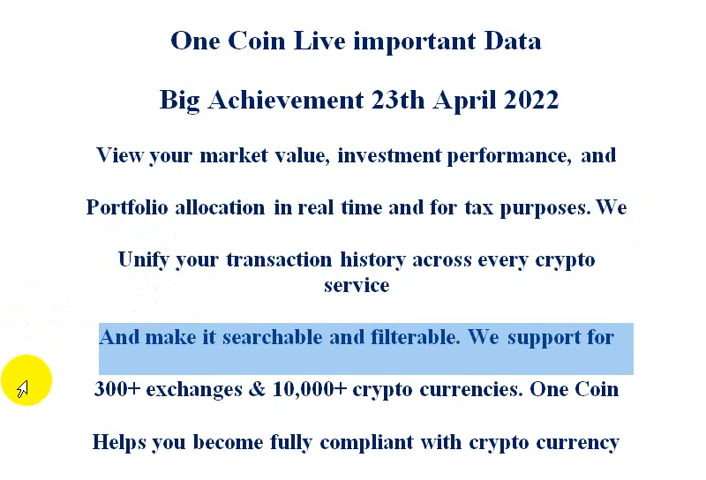 One Coin Live important Data
Big Achievement 23th April 2022
View your market value, investment performance, and
Portfolio allocation in real time and for tax purposes. We
Unify your transaction history across every crypto
service
And make it searchable and filterable. We support for
300+ exchanges & 10,000+ crypto currencies. One Coin
Helps you become fully compliant with crypto currency